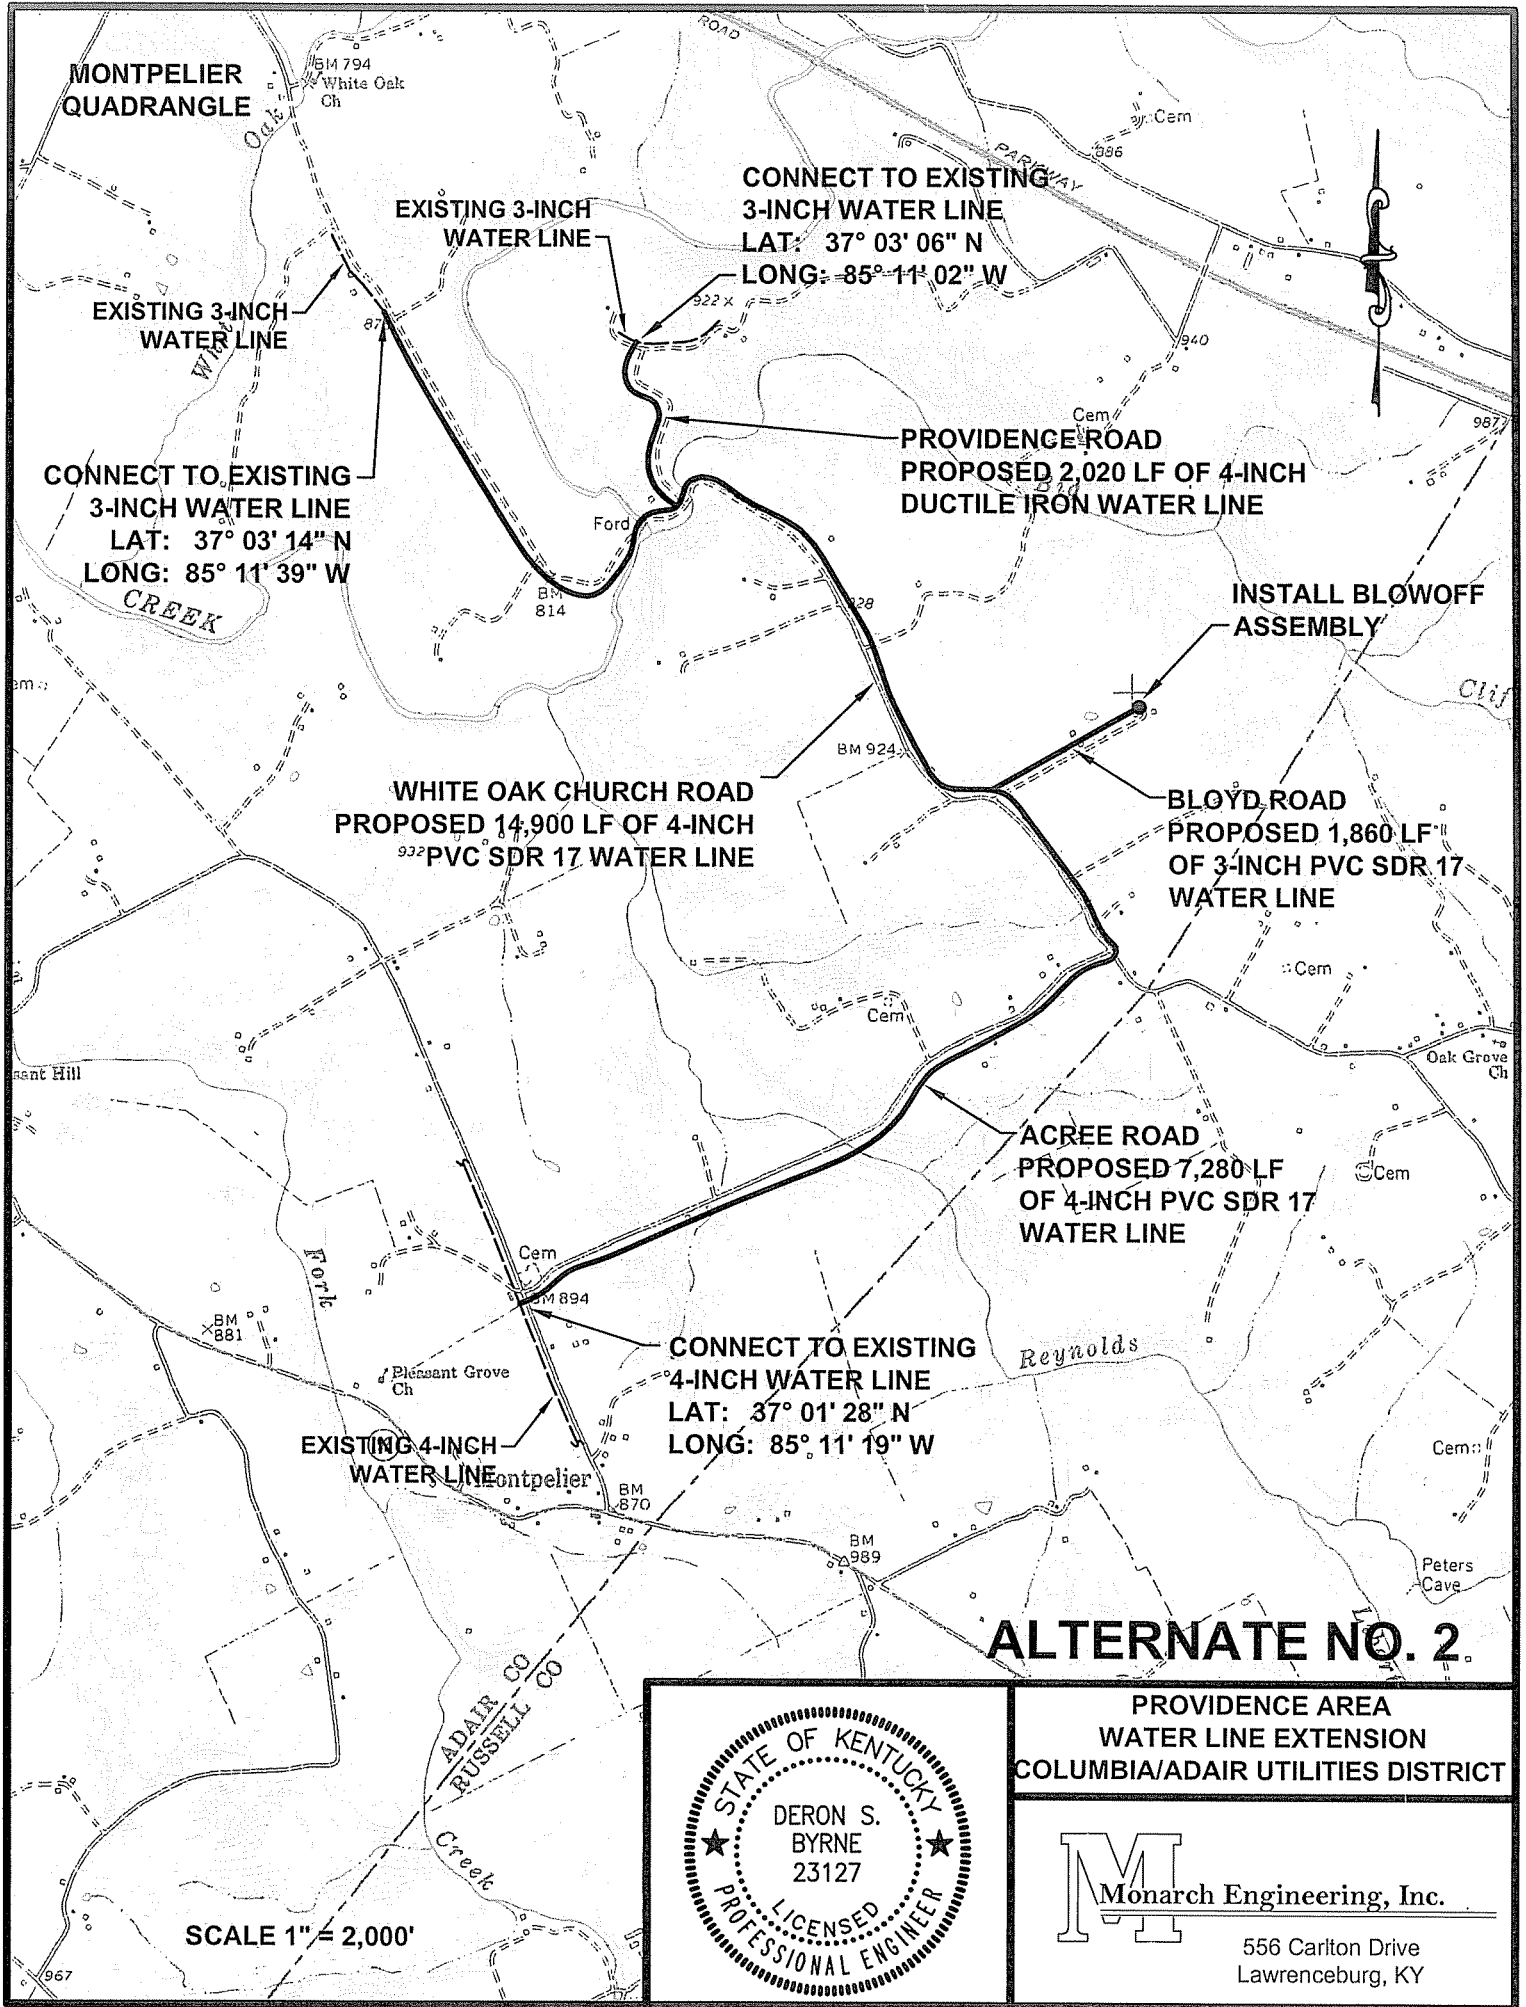 ROAD
MONTPELIER
QUADRANGLE
BM 794
White Oak
Ch
Oak
Cem
886
PARKWAY
CONNECT TO EXISTING
3-INCH WATER LINE
LAT: 37° 03' 06" N
LONG: 85° 11' 02" W
EXISTING 3-INCH
WATER LINE
EXISTING 3-INCH
WATER LINE
White
922
940
987
Cem
PROVIDENCE ROAD
PROPOSED 2,020 LF OF 4-INCH
DUCTILE IRON WATER LINE
Big
CONNECT TO EXISTING
3-INCH WATER LINE
LAT: 37° 03' 14" N
LONG: 85° 11' 39" W
CREEK
Ford
BM
814
INSTALL BLOWOFF
ASSEMBLY
BM 924
WHITE OAK CHURCH ROAD
PROPOSED 14,900 LF OF 4-INCH
PVC SDR 17 WATER LINE
932
BLOYD ROAD
PROPOSED 1,860 LF
OF 3-INCH PVC SDR 17
WATER LINE
Cem
Cem
Oak Grove
Ch
sant Hill
ACREE ROAD
PROPOSED 7,280 LF
OF 4-INCH PVC SDR 17
WATER LINE
Cem
Fork
Cem
BM 894
BM
881
Pleasant Grove
Ch
CONNECT TO EXISTING
4-INCH WATER LINE
LAT: 37° 01' 28" N
LONG: 85° 11' 19" W
Reynolds
EXISTING 4-INCH
WATER LINE
Montpelier
BM
870
Cem
BM
989
Peters
Cave
ADAIR CO
RUSSELL CO
Creek
967
SCALE 1" = 2,000'
ALTERNATE NO. 2
STATE OF KENTUCKY
DERON S.
BYRNE
23127
LICENSED
PROFESSIONAL ENGINEER
PROVIDENCE AREA
WATER LINE EXTENSION
COLUMBIA/ADAIR UTILITIES DISTRICT
M
Monarch Engineering, Inc.
556 Carlton Drive
Lawrenceburg, KY